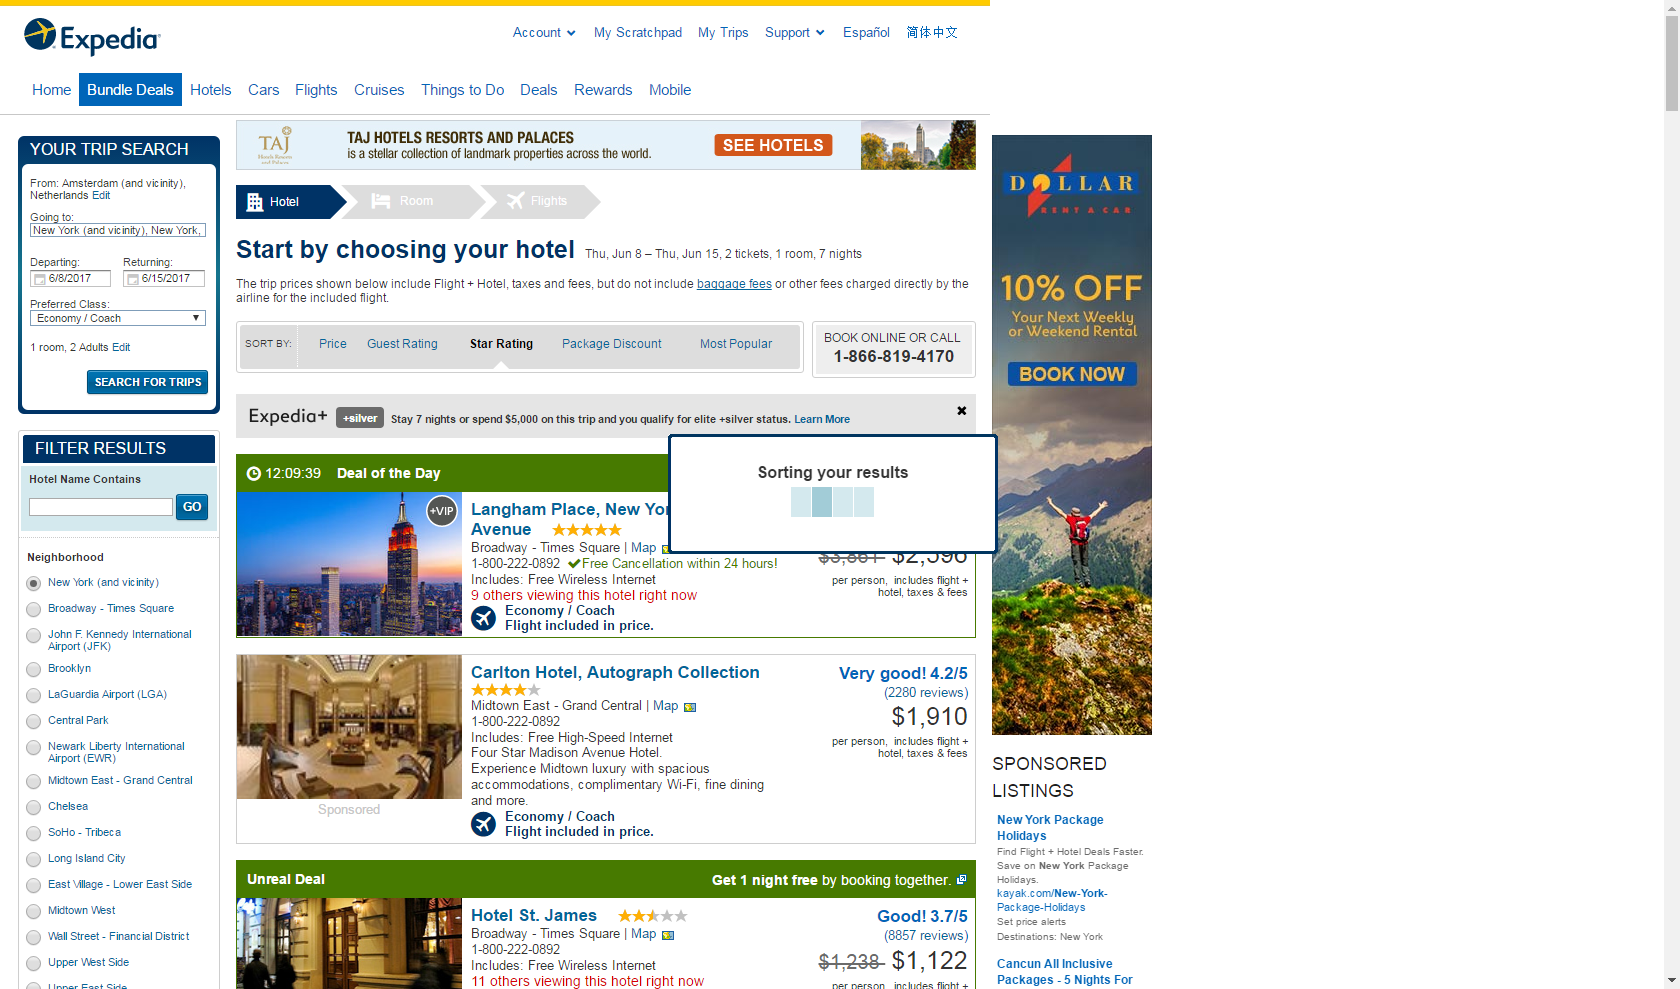 Expedia
Account
My Scratchpad
My Trips
Support
Español
简体中文
Home
Bundle Deals
Hotels
Cars
Flights
Cruises
Things to Do
Deals
Rewards
Mobile
YOUR TRIP SEARCH
From: Amsterdam (and vicinity),
Netherlands Edit
Going to:
New York (and vicinity), New York,
Departing:
Returning:
6/8/2017
6/15/2017
Preferred Class:
Economy / Coach
1 room, 2 Adults Edit
SEARCH FOR TRIPS
FILTER RESULTS
Hotel Name Contains
GO
Neighborhood
New York (and vicinity)
Broadway - Times Square
John F. Kennedy International
Airport (JFK)
Brooklyn
LaGuardia Airport (LGA)
Central Park
Newark Liberty International
Airport (EWR)
Midtown East - Grand Central
Chelsea
SoHo - Tribeca
Long Island City
East Village - Lower East Side
Midtown West
Wall Street - Financial District
Upper West Side
Upper East Side
TAJ
Hotels Resorts
and Palaces
TAJ HOTELS RESORTS AND PALACES
is a stellar collection of landmark properties across the world.
SEE HOTELS
Hotel
Room
Flights
Start by choosing your hotel Thu, Jun 8 – Thu, Jun 15, 2 tickets, 1 room, 7 nights
The trip prices shown below include Flight + Hotel, taxes and fees, but do not include baggage fees or other fees charged directly by the
airline for the included flight.
SORT BY:
Price
Guest Rating
Star Rating
Package Discount
Most Popular
BOOK ONLINE OR CALL
1-866-819-4170
Expedia+ +silver Stay 7 nights or spend $5,000 on this trip and you qualify for elite +silver status. Learn More
Sorting your results
12:09:39 Deal of the Day
+VIP
Langham Place, New Yor
Avenue
Broadway - Times Square | Map
1-800-222-0892 Free Cancellation within 24 hours!
Includes: Free Wireless Internet
9 others viewing this hotel right now
Economy / Coach
Flight included in price.
$3,861 $2,596
per person, includes flight +
hotel, taxes & fees
Carlton Hotel, Autograph Collection
Midtown East - Grand Central | Map
1-800-222-0892
Includes: Free High-Speed Internet
Four Star Madison Avenue Hotel.
Experience Midtown luxury with spacious
accommodations, complimentary Wi-Fi, fine dining
and more.
Economy / Coach
Flight included in price.
Sponsored
Very good! 4.2/5
(2280 reviews)
$1,910
per person, includes flight +
hotel, taxes & fees
Unreal Deal
Get 1 night free by booking together.
Hotel St. James
Broadway - Times Square | Map
1-800-222-0892
Includes: Free Wireless Internet
11 others viewing this hotel right now
Good! 3.7/5
(8857 reviews)
$1,238 $1,122
per person, includes flight +
DOLLAR
RENT A CAR
10% OFF
Your Next Weekly
or Weekend Rental
BOOK NOW
SPONSORED
LISTINGS
New York Package
Holidays
Find Flight + Hotel Deals Faster.
Save on New York Package
Holidays.
kayak.com/New-York-
Package-Holidays
Set price alerts
Destinations: New York
Cancun All Inclusive
Packages - 5 Nights For